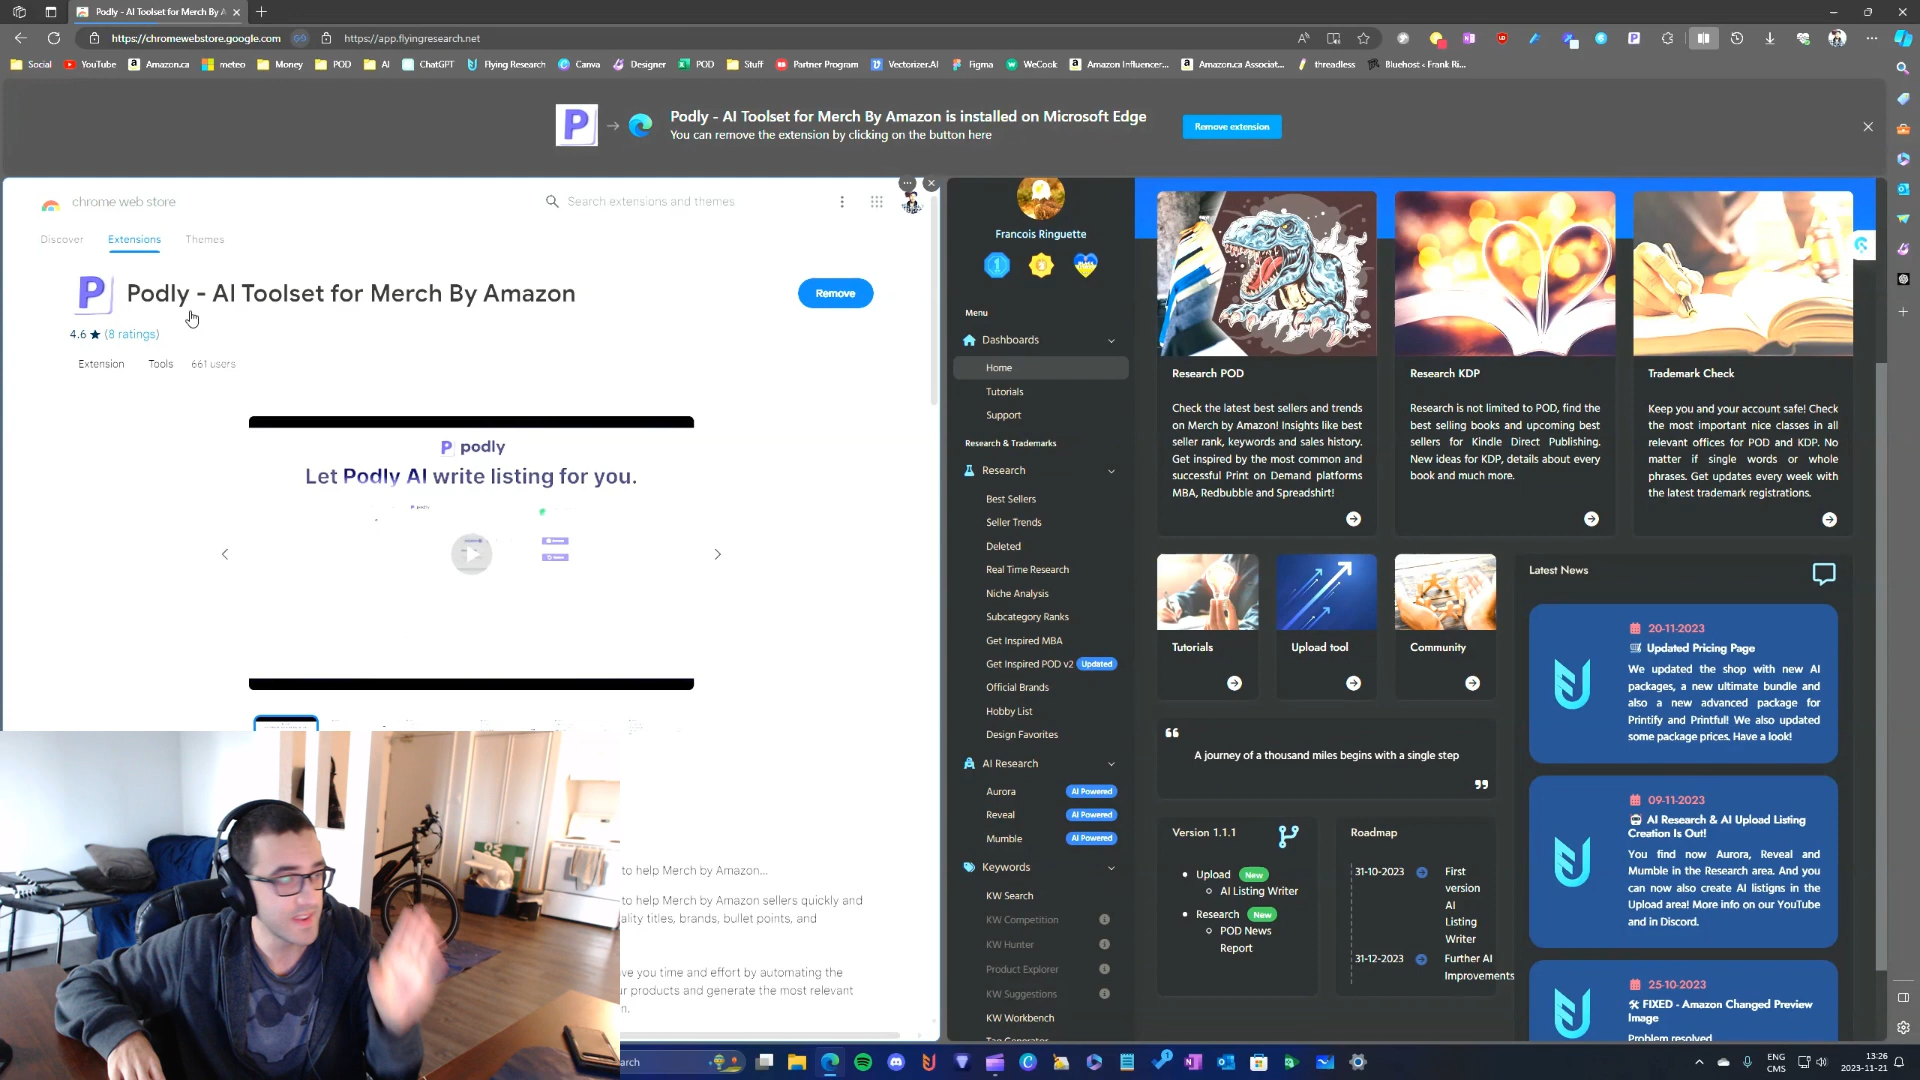 Podly - AI Toolset for Merch By A
https://chromewebstore.google.com
https://app.flyingresearch.net
Social
YouTube
Amazon.ca
meteo
Money
POD
AI
ChatGPT
Flying Research
Canva
Designer
POD
Stuff
Partner Program
Vectorizer.AI
Figma
WeCook
Amazon Influencer...
Amazon.ca Associat...
threadless
Bluehost ‹ Frank Ri...
Podly - AI Toolset for Merch By Amazon is installed on Microsoft Edge
You can remove the extension by clicking on the button here
Remove extension
chrome web store
Search extensions and themes
Discover
Extensions
Themes
Podly - AI Toolset for Merch By Amazon
Remove
4.6 ★ (8 ratings)
Extension
Tools
661 users
podly
Let Podly AI write listing for you.
to help Merch by Amazon...
to help Merch by Amazon sellers quickly and
ality titles, brands, bullet points, and
ve you time and effort by automating the
ur products and generate the most relevant
n.
Francois Ringuette
Menu
Dashboards
Home
Tutorials
Support
Research & Trademarks
Research
Best Sellers
Seller Trends
Deleted
Real Time Research
Niche Analysis
Subcategory Ranks
Get Inspired MBA
Get Inspired POD v2 Updated
Official Brands
Hobby List
Design Favorites
AI Research
Aurora AI Powered
Reveal AI Powered
Mumble AI Powered
Keywords
KW Search
KW Competition
KW Hunter
Product Explorer
KW Suggestions
KW Workbench
Tag Generator
Research POD
Check the latest best sellers and trends
on Merch by Amazon! Insights like best
seller rank, keywords and sales history.
Get inspired by the most common and
successful Print on Demand platforms
MBA, Redbubble and Spreadshirt!
Research KDP
Research is not limited to POD, find the
best selling books and upcoming best
sellers for Kindle Direct Publishing.
New ideas for KDP, details about every
book and much more.
Trademark Check
Keep you and your account safe! Check
the most important nice classes in all
relevant offices for POD and KDP. No
matter if single words or whole
phrases. Get updates every week with
the latest trademark registrations.
Tutorials
Upload tool
Community
A journey of a thousand miles begins with a single step
Version 1.1.1
Upload New
AI Listing Writer
Research New
POD News
Report
Roadmap
31-10-2023
First
version
AI
Listing
Writer
31-12-2023
Further AI
Improvements
Latest News
20-11-2023
Updated Pricing Page
We updated the shop with new AI
packages, a new ultimate bundle and
also a new advanced package for
Printify and Printful! We also updated
some package prices. Have a look!
09-11-2023
AI Research & AI Upload Listing
Creation Is Out!
You find now Aurora, Reveal and
Mumble in the Research area. And you
can now also create AI listigns in the
Upload area! More info on our YouTube
and in Discord.
25-10-2023
FIXED - Amazon Changed Preview
Image
Problem resolved
arch
ENG
CMS
13:26
2023-11-21